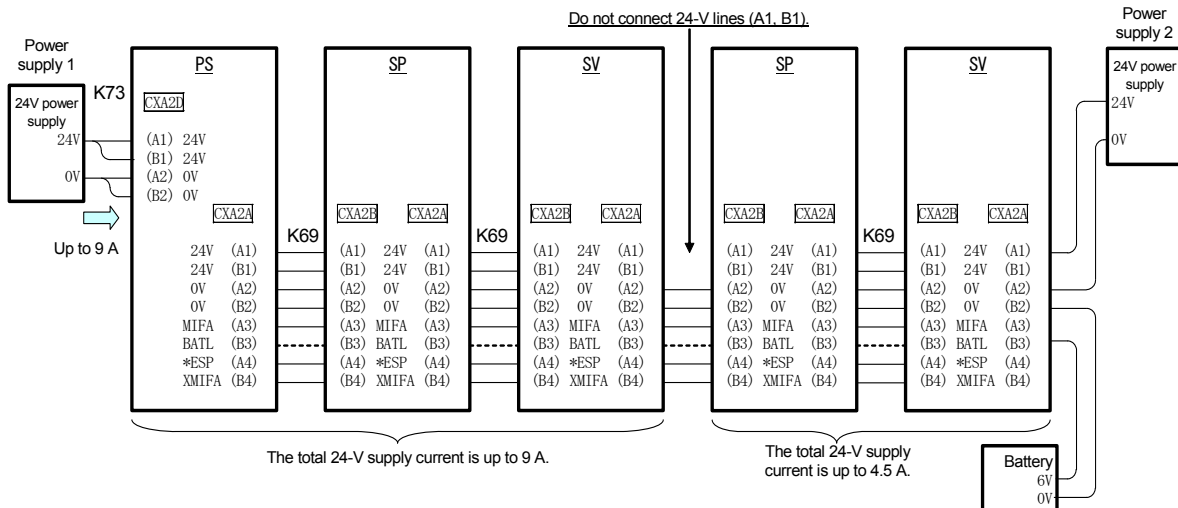 Do not connect 24-V lines (A1, B1).
Power
supply 1
24V power
supply
24V
0V
K73
Up to 9 A
PS
CXA2D
(A1) 24V
(B1) 24V
(A2) 0V
(B2) 0V
CXA2A
24V (A1)
24V (B1)
0V (A2)
0V (B2)
MIFA (A3)
BATL (B3)
*ESP (A4)
XMIFA (B4)
K69
SP
CXA2B CXA2A
(A1) 24V (A1)
(B1) 24V (B1)
(A2) 0V (A2)
(B2) 0V (B2)
(A3) MIFA (A3)
(B3) BATL (B3)
(A4) *ESP (A4)
(B4) XMIFA (B4)
K69
SV
CXA2B CXA2A
(A1) 24V (A1)
(B1) 24V (B1)
(A2) 0V (A2)
(B2) 0V (B2)
(A3) MIFA (A3)
(B3) BATL (B3)
(A4) *ESP (A4)
(B4) XMIFA (B4)
SP
CXA2B CXA2A
(A1) 24V (A1)
(B1) 24V (B1)
(A2) 0V (A2)
(B2) 0V (B2)
(A3) MIFA (A3)
(B3) BATL (B3)
(A4) *ESP (A4)
(B4) XMIFA (B4)
K69
SV
CXA2B CXA2A
(A1) 24V (A1)
(B1) 24V (B1)
(A2) 0V (A2)
(B2) 0V (B2)
(A3) MIFA (A3)
(B3) BATL (B3)
(A4) *ESP (A4)
(B4) XMIFA (B4)
Power
supply 2
24V power
supply
24V
0V
The total 24-V supply current is up to 9 A.
The total 24-V supply
current is up to 4.5 A.
Battery
6V
0V